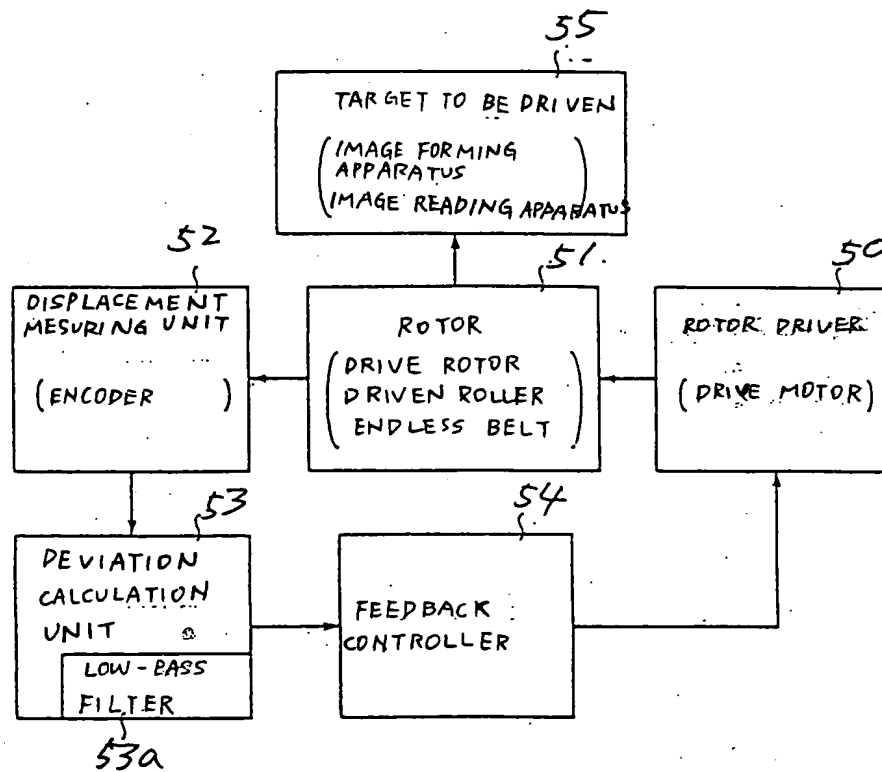 55
TARGET TO BE DRIVEN
(IMAGE FORMING
APPARATUS
IMAGE READING APPARATUS)
52
DISPLACEMENT
MESURING UNIT
(ENCODER)
51.
ROTOR
(DRIVE ROTOR
DRIVEN ROLLER
ENDLESS BELT)
50
ROTOR DRIVER
(DRIVE MOTOR)
53
DEVIATION
CALCULATION
UNIT
LOW-PASS
FILTER
53a
54
FEEDBACK
CONTROLLER